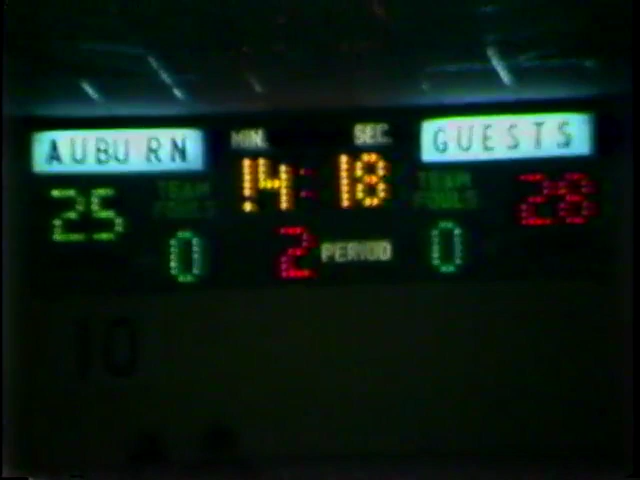 AUBURN MIN. SEC. GUESTS
25 TEAM FOULS 14:18 TEAM FOULS 28
0 2 PERIOD 0
10